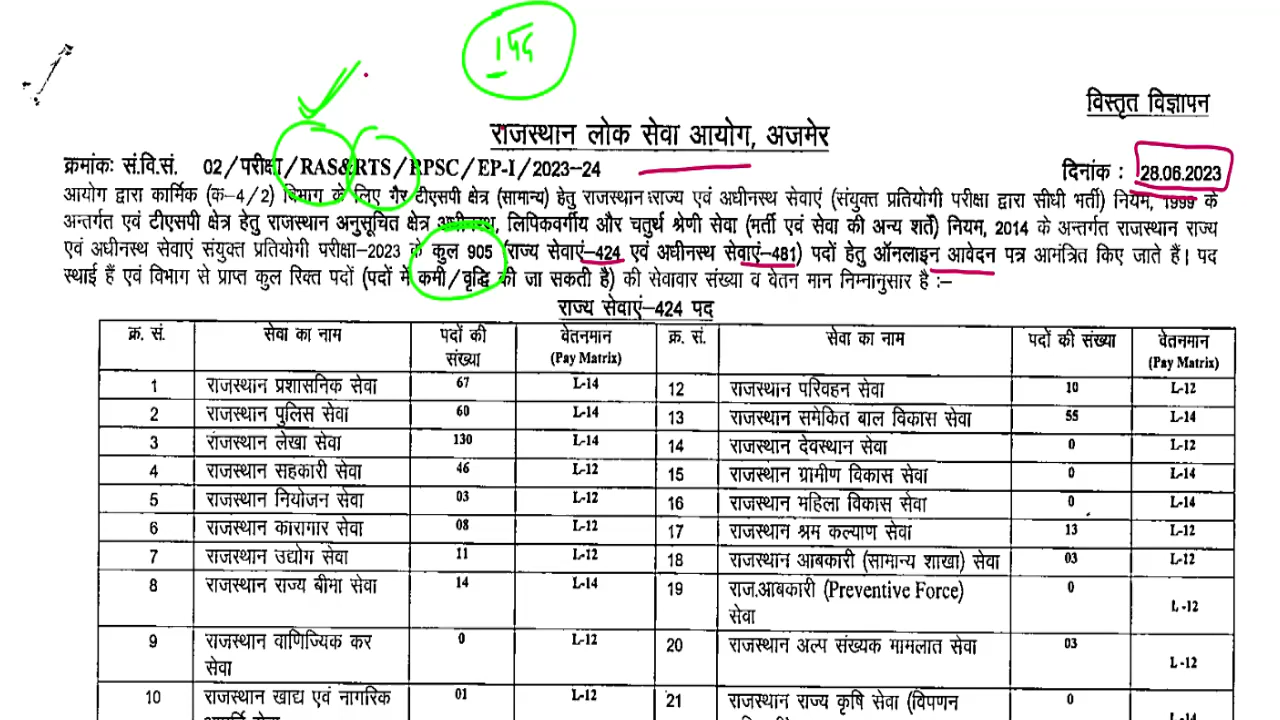 विस्तृत विज्ञापन
राजस्थान लोक सेवा आयोग, अजमेर
क्रमांकः सं.वि.सं. 02/परीक्षा/RAS&RTS/RPSC/EP-I/2023-24 दिनांक : 28.06.2023
आयोग द्वारा कार्मिक (क-4/2) विभाग के लिए गैर टीएसपी क्षेत्र (सामान्य) हेतु राजस्थान राज्य एवं अधीनस्थ सेवाएं (संयुक्त प्रतियोगी परीक्षा द्वारा सीधी भर्ती) नियम, 1999 के
अन्तर्गत एवं टीएसपी क्षेत्र हेतु राजस्थान अनुसूचित क्षेत्र अधीनस्थ, लिपिकवर्गीय और चतुर्थ श्रेणी सेवा (भर्ती एवं सेवा की अन्य शर्तें) नियम, 2014 के अन्तर्गत राजस्थान राज्य
एवं अधीनस्थ सेवाएं संयुक्त प्रतियोगी परीक्षा-2023 के कुल 905 (राज्य सेवाएं-424 एवं अधीनस्थ सेवाएं-481) पदों हेतु ऑनलाइन आवेदन पत्र आमंत्रित किए जाते हैं। पद
स्थाई हैं एवं विभाग से प्राप्त कुल रिक्त पदों (पदों में कमी/वृद्धि की जा सकती है) की सेवावार संख्या व वेतन मान निम्नानुसार है :-
राज्य सेवाएं-424 पद
क्र. सं. सेवा का नाम पदों की संख्या वेतनमान (Pay Matrix) क्र. सं. सेवा का नाम पदों की संख्या वेतनमान (Pay Matrix)
1 राजस्थान प्रशासनिक सेवा 67 L-14 12 राजस्थान परिवहन सेवा 10 L-12
2 राजस्थान पुलिस सेवा 60 L-14 13 राजस्थान समेकित बाल विकास सेवा 55 L-14
3 राजस्थान लेखा सेवा 130 L-14 14 राजस्थान देवस्थान सेवा 0 L-12
4 राजस्थान सहकारी सेवा 46 L-12 15 राजस्थान ग्रामीण विकास सेवा 0 L-14
5 राजस्थान नियोजन सेवा 03 L-12 16 राजस्थान महिला विकास सेवा 0 L-14
6 राजस्थान कारागार सेवा 08 L-12 17 राजस्थान श्रम कल्याण सेवा 13 L-12
7 राजस्थान उद्योग सेवा 11 L-12 18 राजस्थान आबकारी (सामान्य शाखा) सेवा 03 L-12
8 राजस्थान राज्य बीमा सेवा 14 L-14 19 राज.आबकारी (Preventive Force) सेवा 0 L-12
9 राजस्थान वाणिज्यिक कर सेवा 0 L-12 20 राजस्थान अल्प संख्यक मामलात सेवा 03 L-12
10 राजस्थान खाद्य एवं नागरिक 01 L-12 21 राजस्थान राज्य कृषि सेवा (विपणन 0 L-14